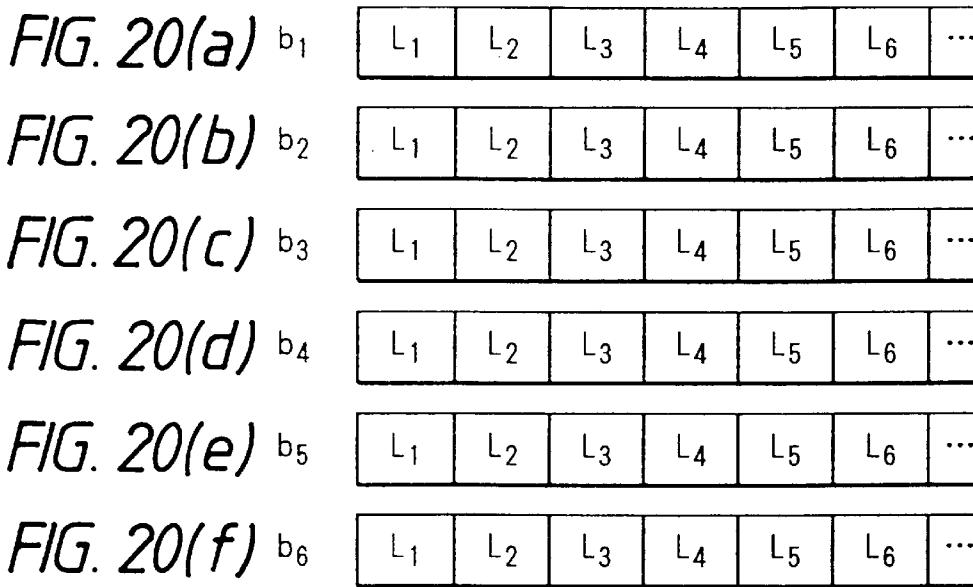 FIG. 20(a) b₁ L₁ L₂ L₃ L₄ L₅ L₆ ...
FIG. 20(b) b₂ L₁ L₂ L₃ L₄ L₅ L₆ ...
FIG. 20(c) b₃ L₁ L₂ L₃ L₄ L₅ L₆ ...
FIG. 20(d) b₄ L₁ L₂ L₃ L₄ L₅ L₆ ...
FIG. 20(e) b₅ L₁ L₂ L₃ L₄ L₅ L₆ ...
FIG. 20(f) b₆ L₁ L₂ L₃ L₄ L₅ L₆ ...